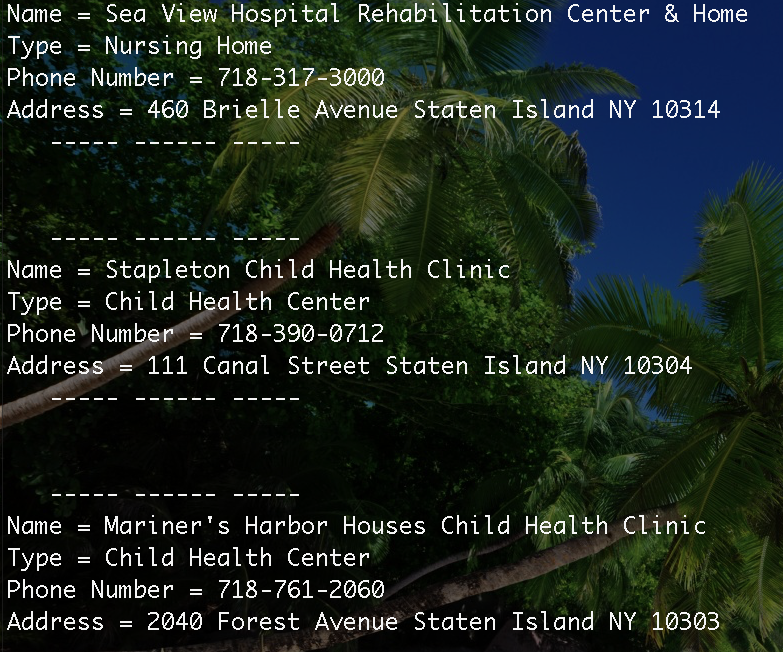 Name = Sea View Hospital Rehabilitation Center & Home
Type = Nursing Home
Phone Number = 718-317-3000
Address = 460 Brielle Avenue Staten Island NY 10314
----- ------ -----
----- ------ -----
Name = Stapleton Child Health Clinic
Type = Child Health Center
Phone Number = 718-390-0712
Address = 111 Canal Street Staten Island NY 10304
----- ------ -----
----- ------ -----
Name = Mariner's Harbor Houses Child Health Clinic
Type = Child Health Center
Phone Number = 718-761-2060
Address = 2040 Forest Avenue Staten Island NY 10303